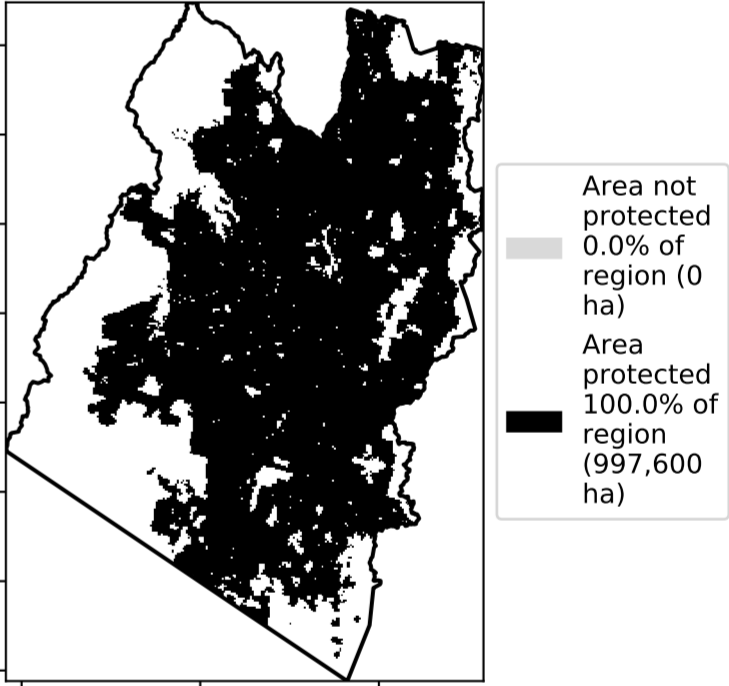 Area not
protected
0.0% of
region (0
ha)
Area
protected
100.0% of
region
(997,600
ha)